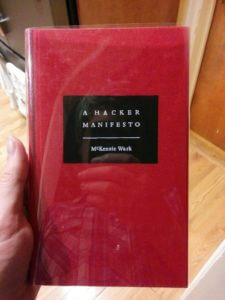 A HACKER
MANIFESTO
McKenzie Wark